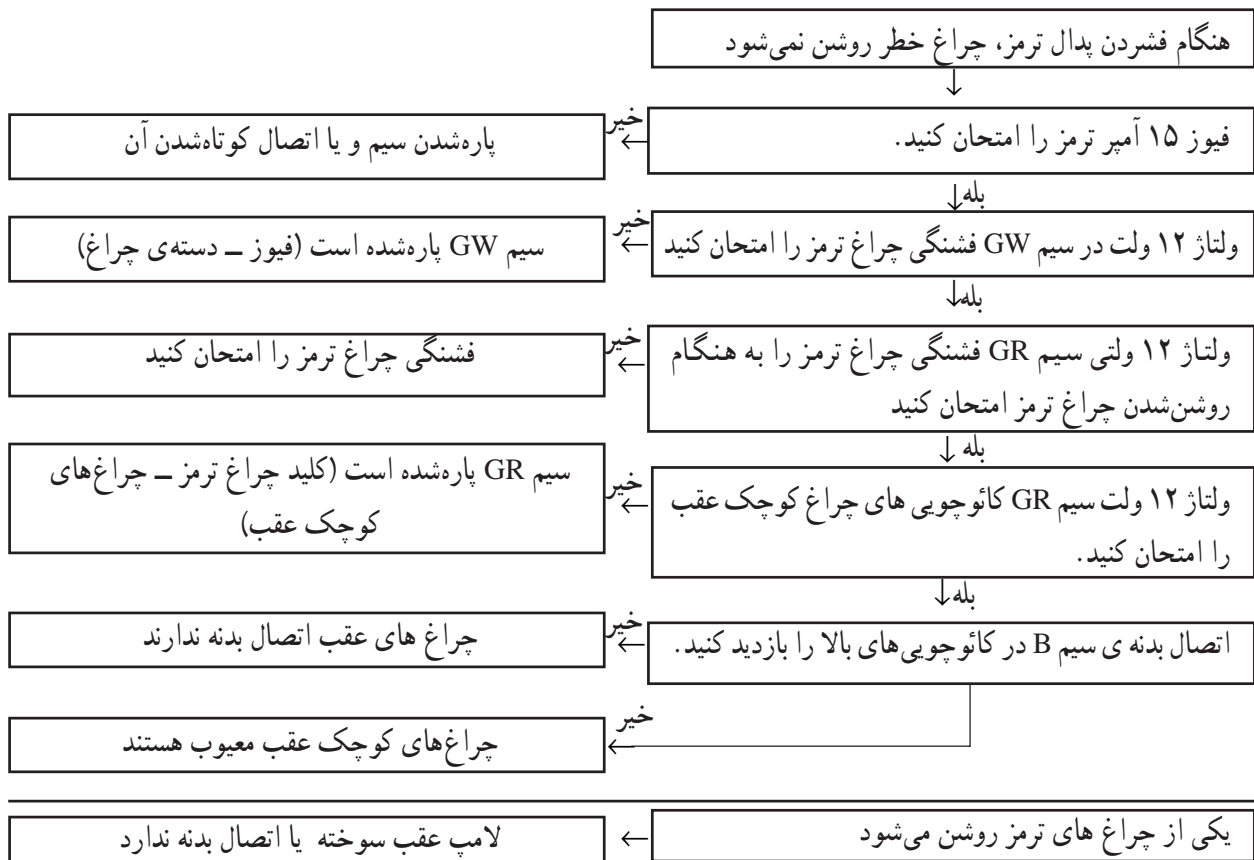 هنگام فشردن پدال ترمز، چراغ خطر روشن نمی‌شود
فیوز ۱۵ آمپر ترمز را امتحان کنید.
خیر
پاره‌شدن سیم و یا اتصال کوتاه‌شدن آن
بله
ولتاژ ۱۲ ولت در سیم GW فشنگی چراغ ترمز را امتحان کنید
خیر
سیم GW پاره‌شده است (فیوز ــ دسته‌ی چراغ)
بله
ولتاژ ۱۲ ولتی سیم GR فشنگی چراغ ترمز را به هنگام
روشن‌شدن چراغ ترمز امتحان کنید
خیر
فشنگی چراغ ترمز را امتحان کنید
بله
ولتاژ ۱۲ ولت سیم GR کائوچویی های چراغ کوچک عقب
را امتحان کنید.
خیر
سیم GR پاره‌شده است (کلید چراغ ترمز ــ چراغ‌های
کوچک عقب)
بله
اتصال بدنه ی سیم B در کائوچویی‌های بالا را بازدید کنید.
خیر
چراغ های عقب اتصال بدنه ندارند
خیر
چراغ‌های کوچک عقب معیوب هستند
یکی از چراغ های ترمز روشن می‌شود
لامپ عقب سوخته یا اتصال بدنه ندارد